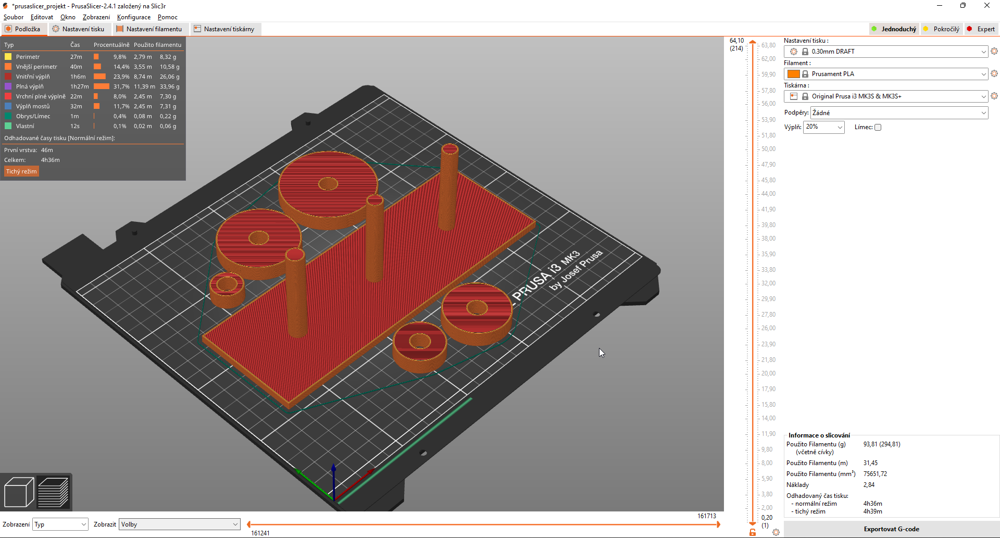 *prusaslicer_projekt - PrusaSlicer-2.4.1 založený na Slic3r
Soubor Editovat Okno Zobrazení Konfigurace Pomoc
Podložka Nastavení tisku Nastavení filamentu Nastavení tiskárny Jednoduchý Pokročilý Expert
Typ Čas Procentuálně Použito filamentu
Perimetr 27m 9,8% 2,79 m 8,32 g
Vnější perimetr 40m 14,4% 3,55 m 10,58 g
Vnitřní výplň 1h6m 23,9% 8,74 m 26,06 g
Plná výplň 1h27m 31,7% 11,39 m 33,96 g
Vrchní plné výplně 22m 8,0% 2,45 m 7,30 g
Výplň mostů 32m 11,7% 2,45 m 7,31 g
Obrys/Límec 1m 0,4% 0,08 m 0,22 g
Vlastní 12s 0,1% 0,02 m 0,06 g
Odhadované časy tisku [Normální režim]:
První vrstva: 46m
Celkem: 4h36m
Tichý režim
PRUSA i3 MK3
by Josef Prusa
64,10
(214)
63,80
62,00
59,90
57,80
56,00
53,90
51,80
50,00
47,90
45,80
44,00
41,90
39,80
38,00
35,90
33,80
32,00
29,90
27,80
26,00
23,90
21,80
20,00
17,90
15,80
14,00
11,90
9,80
8,00
5,90
3,80
2,00
0,20
(1)
Nastavení tisku :
0.30mm DRAFT
Filament :
Prusament PLA
Tiskárna :
Original Prusa i3 MK3S & MK3S+
Podpěry: Žádné
Výplň: 20% Límec:
Informace o slicování
Použito Filamentu (g) 93,81 (294,81)
(včetně cívky)
Použito Filamentu (m) 31,45
Použito Filamentu (mm³) 75651,72
Náklady 2,84
Odhadovaný čas tisku:
- normální režim 4h36m
- tichý režim 4h39m
Exportovat G-code
Zobrazení Typ Zobrazit Volby
161713
161241